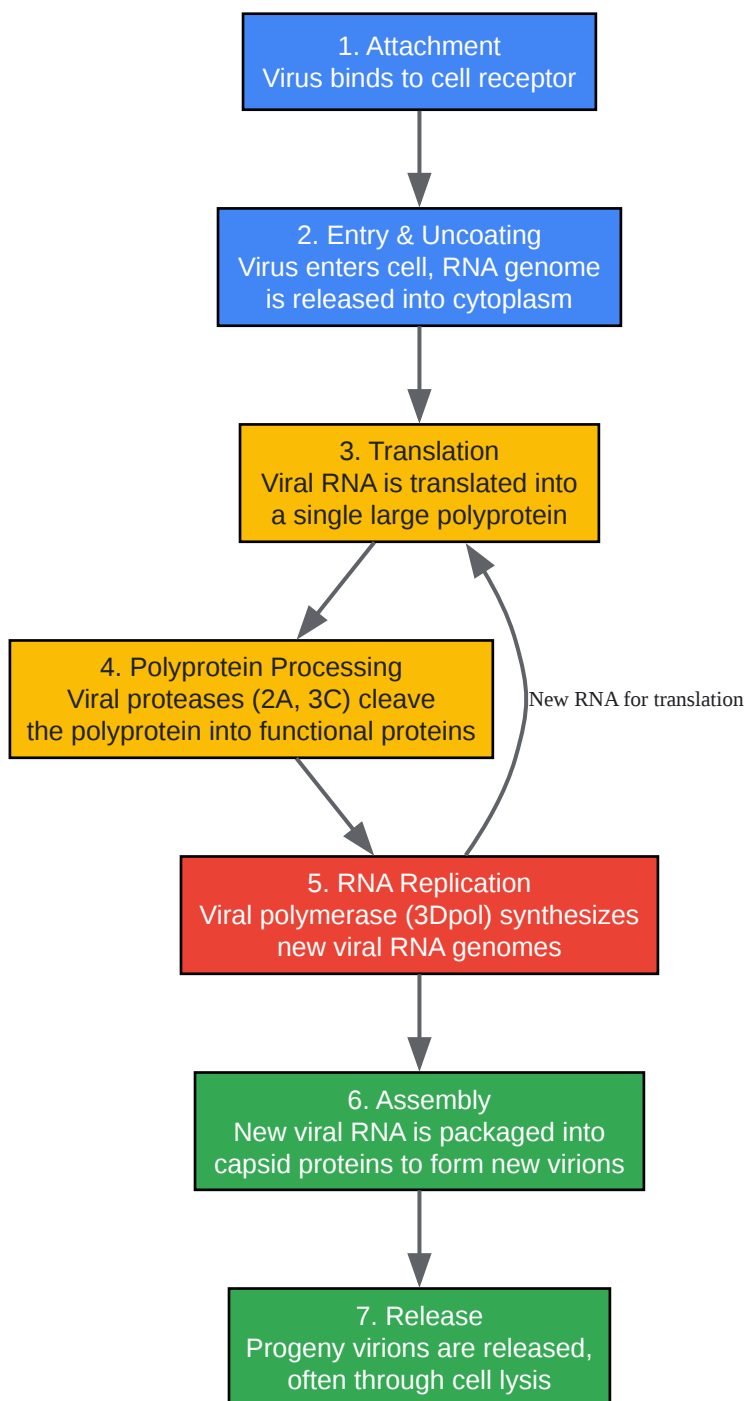 1. Attachment
Virus binds to cell receptor
2. Entry & Uncoating
Virus enters cell, RNA genome
is released into cytoplasm
3. Translation
Viral RNA is translated into
a single large polyprotein
4. Polyprotein Processing
Viral proteases (2A, 3C) cleave
the polyprotein into functional proteins
New RNA for translation
5. RNA Replication
Viral polymerase (3Dpol) synthesizes
new viral RNA genomes
6. Assembly
New viral RNA is packaged into
capsid proteins to form new virions
7. Release
Progeny virions are released,
often through cell lysis